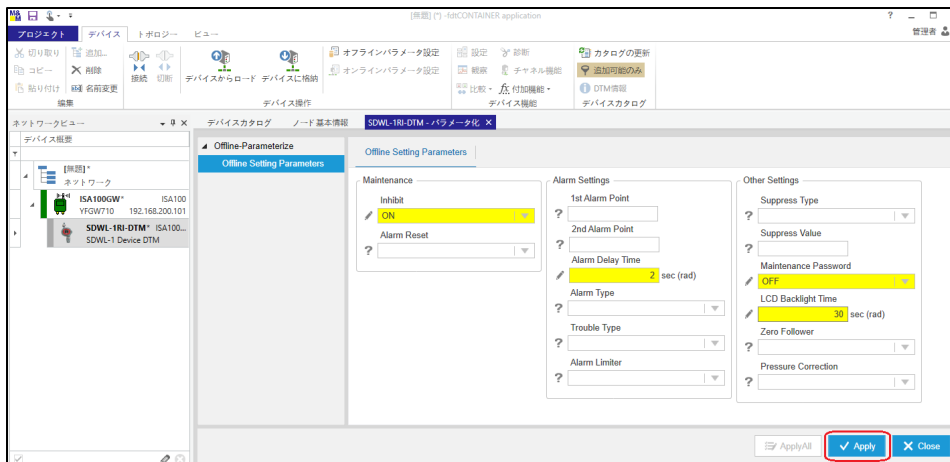 [無題] (*) -fdtCONTAINER application
プロジェクト デバイス トポロジー ビュー
管理者
切り取り
コピー
貼り付け
追加...
削除
名前変更
編集
接続 切断
デバイスからロード デバイスに格納
デバイス操作
オフラインパラメータ設定
オンラインパラメータ設定
設定 診断
観察 チャネル機能
比較 付加機能
デバイス機能
カタログの更新
追加可能のみ
DTM情報
デバイスカタログ
ネットワークビュー
デバイス概要
[無題]*
ネットワーク
ISA100GW* ISA100
YFGW710 192.168.200.101
SDWL-1RI-DTM* ISA100...
SDWL-1 Device DTM
デバイスカタログ ノード基本情報 SDWL-1RI-DTM - パラメータ化
Offline-Parameterize
Offline Setting Parameters
Offline Setting Parameters
Maintenance
Inhibit
ON
Alarm Reset
?
Alarm Settings
1st Alarm Point
?
2nd Alarm Point
?
Alarm Delay Time
2 sec (rad)
Alarm Type
?
Trouble Type
?
Alarm Limiter
?
Other Settings
Suppress Type
?
Suppress Value
?
Maintenance Password
OFF
LCD Backlight Time
30 sec (rad)
Zero Follower
?
Pressure Correction
?
ApplyAll
Apply
Close